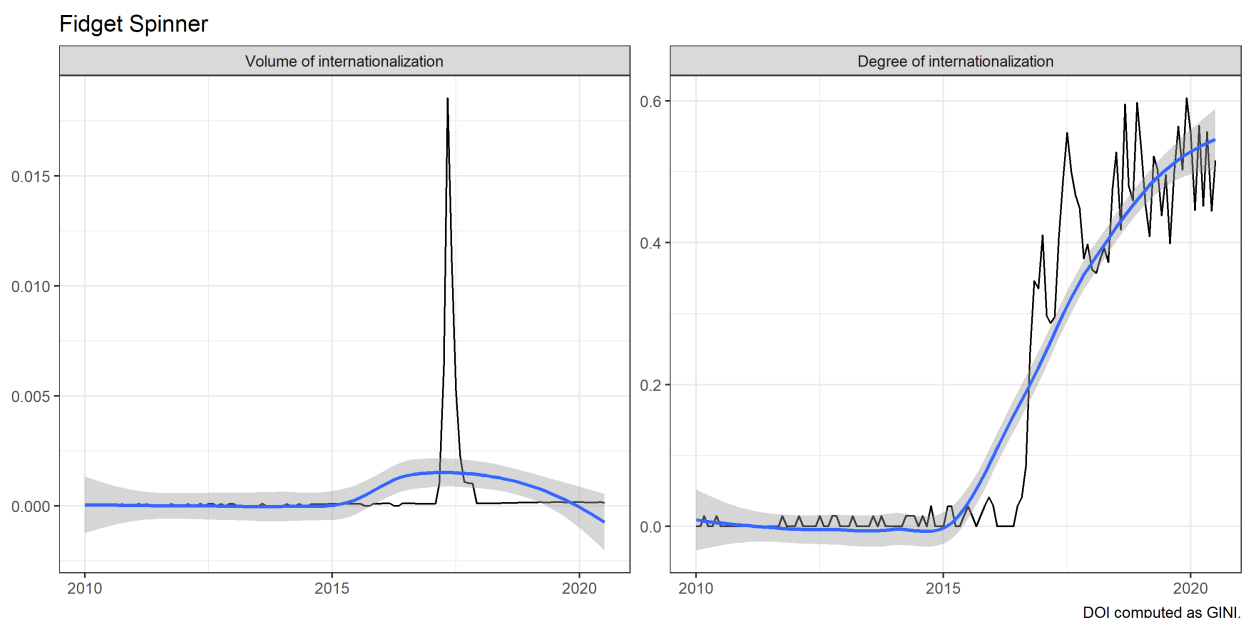 Fidget Spinner
Volume of internationalization
Degree of internationalization
0.015
0.010
0.005
0.000
0.6
0.4
0.2
0.0
2010 2015 2020
2010 2015 2020
DOI computed as GINI.